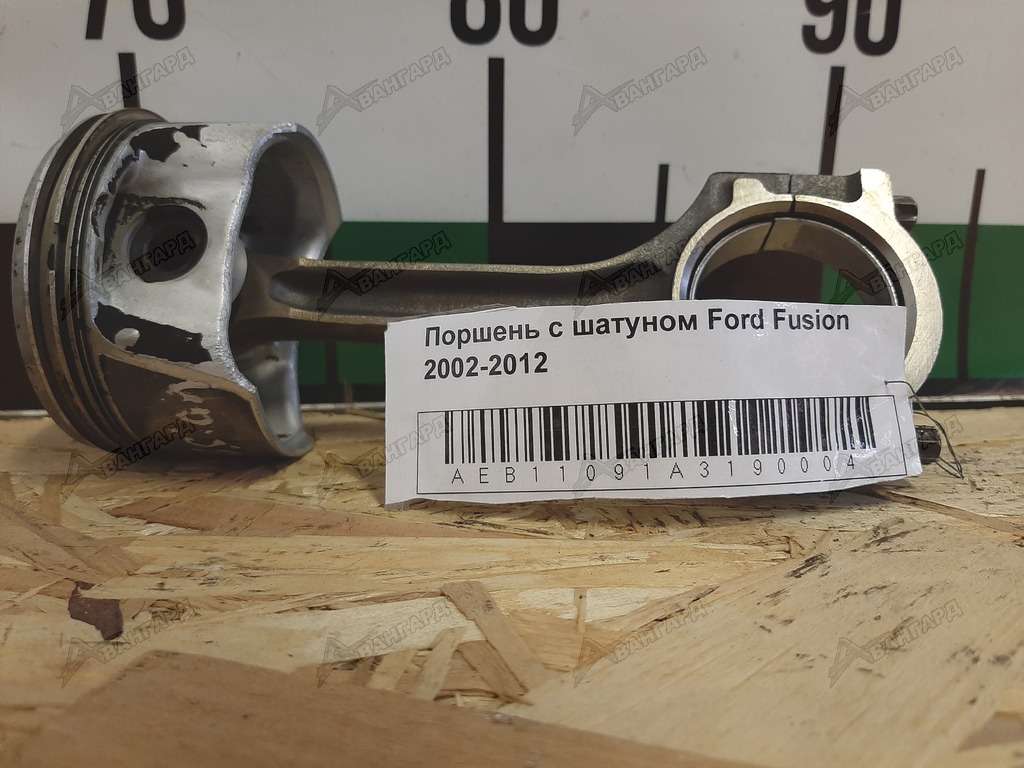 70 80 90
Поршень с шатуном Ford Fusion
2002-2012
AEB11091A3190004
АВАНГАРД